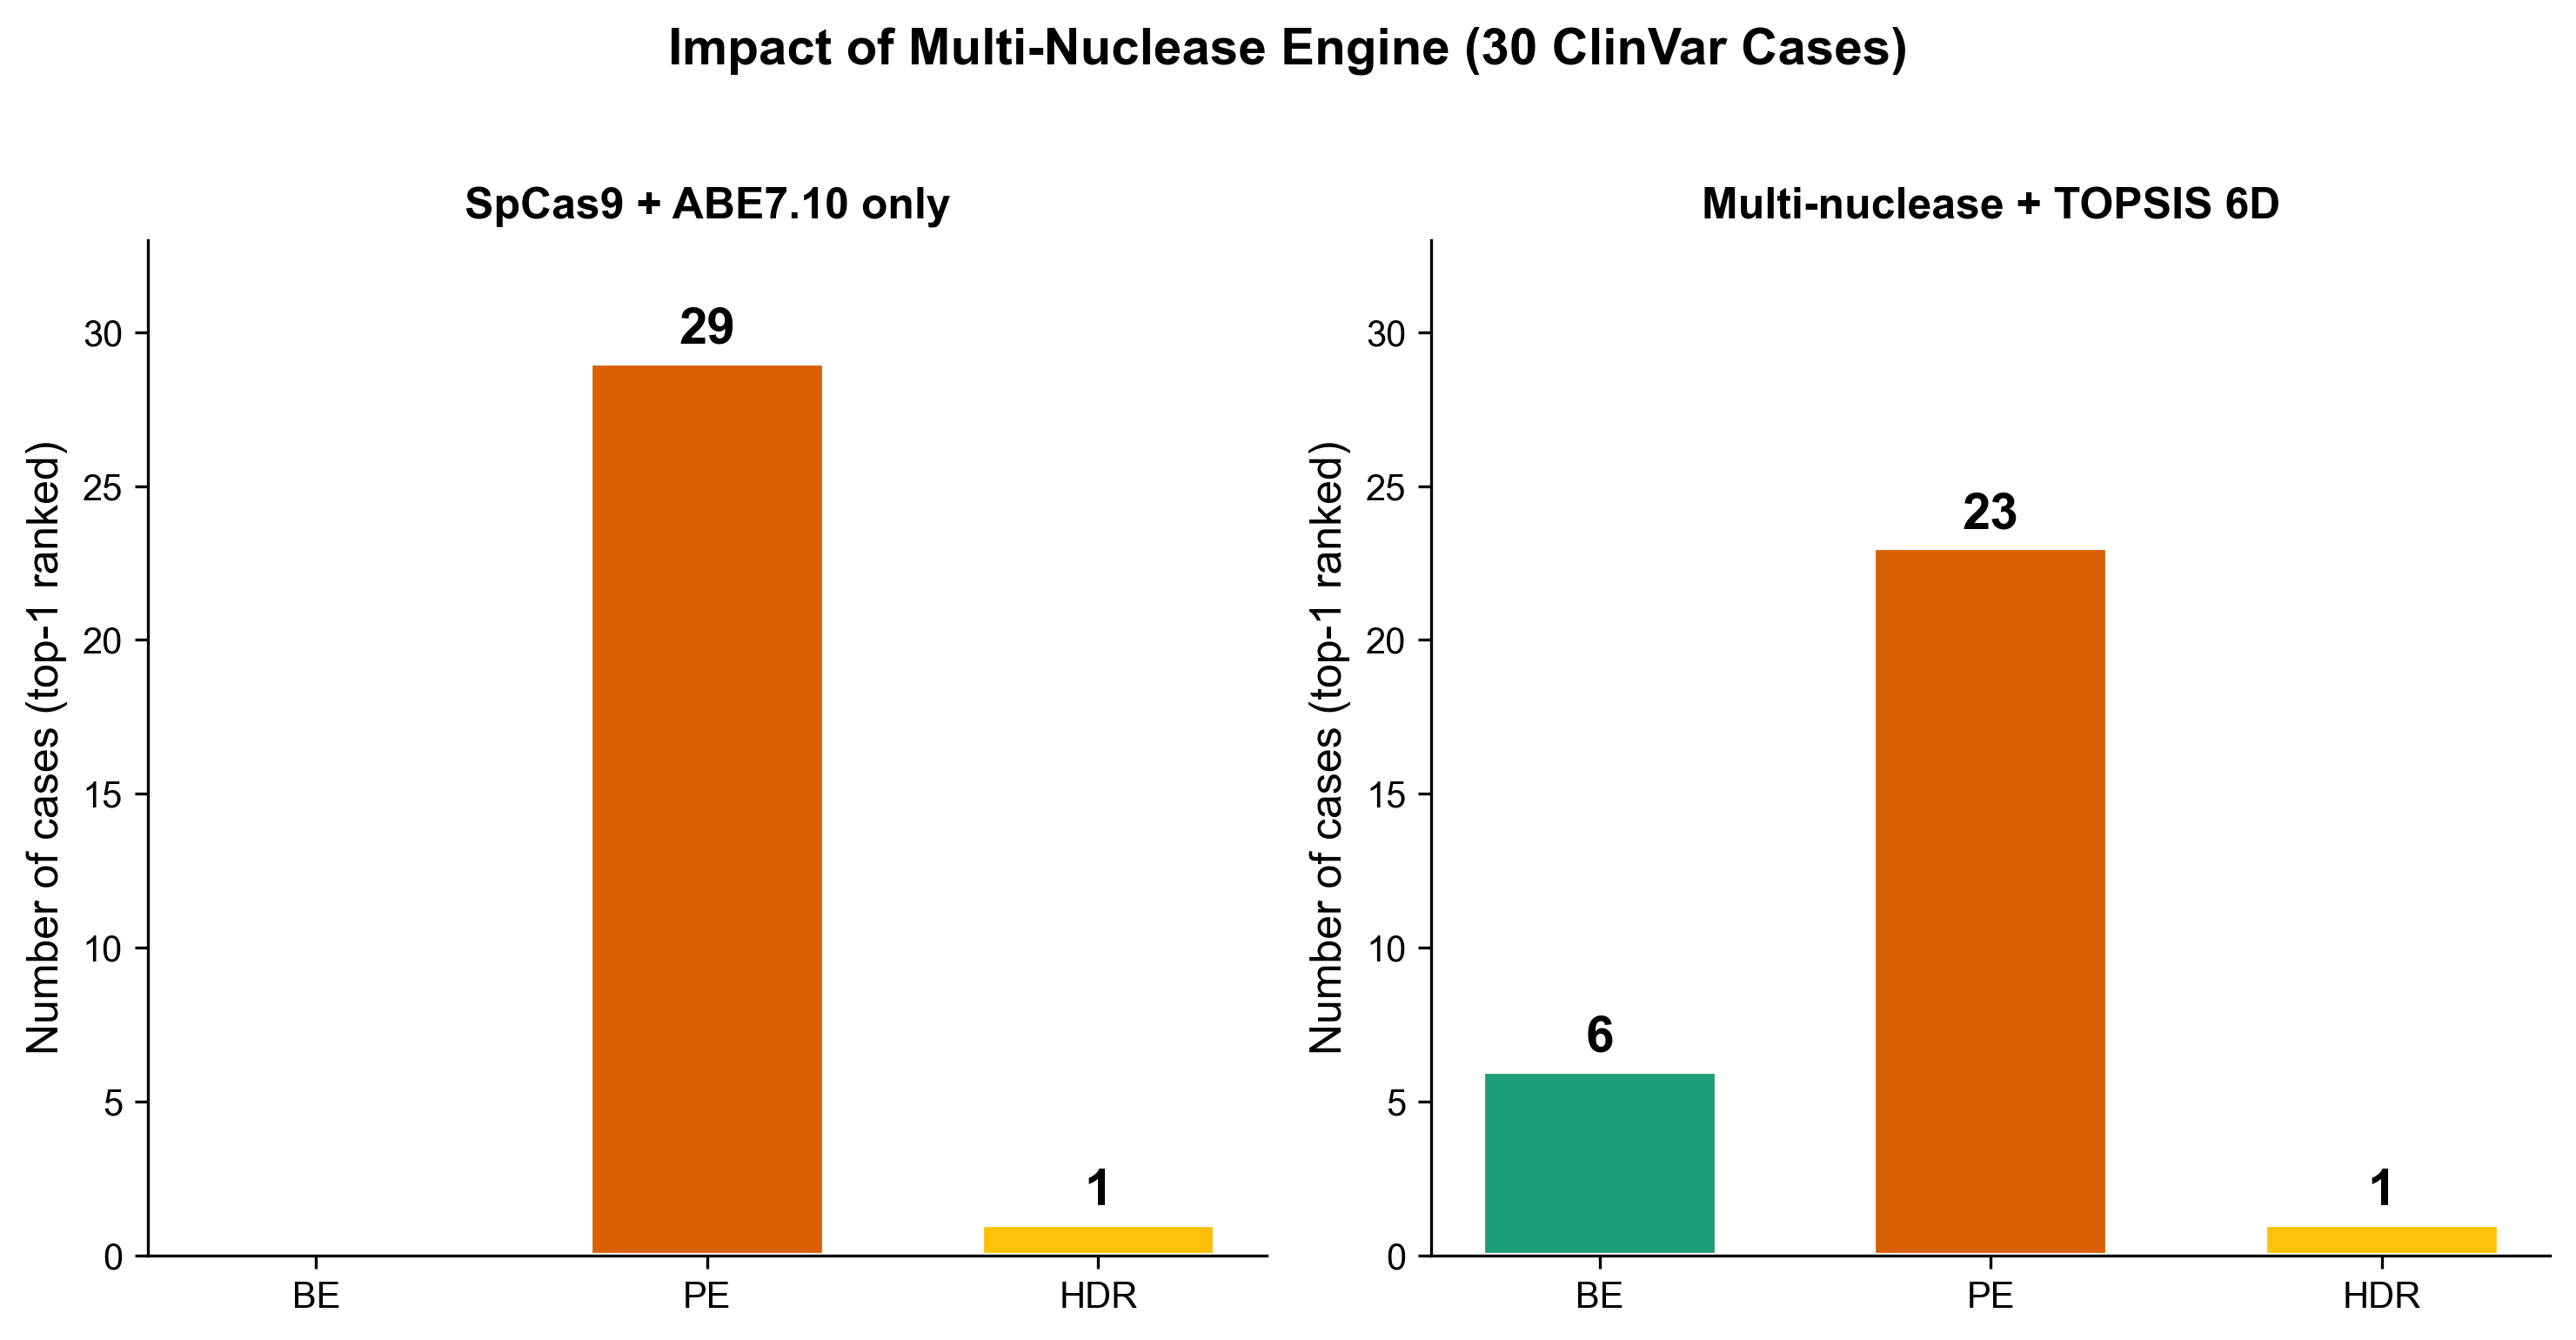 Impact of Multi-Nuclease Engine (30 ClinVar Cases)
SpCas9 + ABE7.10 only
Number of cases (top-1 ranked)
30
25
20
15
10
5
0
29
1
BE
PE
HDR
Multi-nuclease + TOPSIS 6D
Number of cases (top-1 ranked)
30
25
20
15
10
5
0
6
23
1
BE
PE
HDR